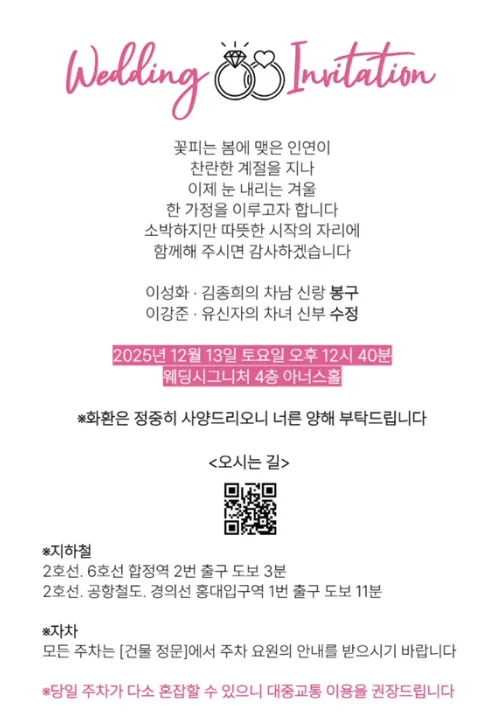 Wedding Invitation
꽃피는 봄에 맺은 인연이
찬란한 계절을 지나
이제 눈 내리는 겨울
한 가정을 이루고자 합니다
소박하지만 따뜻한 시작의 자리에
함께해 주시면 감사하겠습니다
이성화 · 김종희의 차남 신랑 봉구
이강준 · 유신자의 차녀 신부 수정
2025년 12월 13일 토요일 오후 12시 40분
웨딩시그니처 4층 아너스홀
※화환은 정중히 사양드리오니 너른 양해 부탁드립니다
<오시는 길>
※지하철
2호선. 6호선 합정역 2번 출구 도보 3분
2호선. 공항철도. 경의선 홍대입구역 1번 출구 도보 11분
※자차
모든 주차는 [건물 정문]에서 주차 요원의 안내를 받으시기 바랍니다
※당일 주차가 다소 혼잡할 수 있으니 대중교통 이용을 권장드립니다